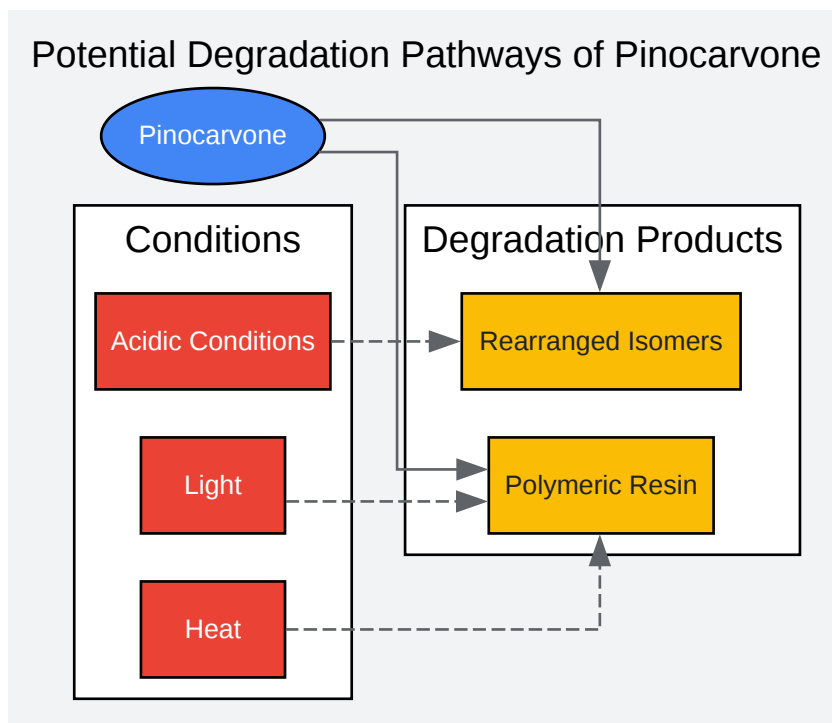 Potential Degradation Pathways of Pinocarvone
Pinocarvone
Conditions
Degradation Products
Acidic Conditions
Rearranged Isomers
Light
Polymeric Resin
Heat